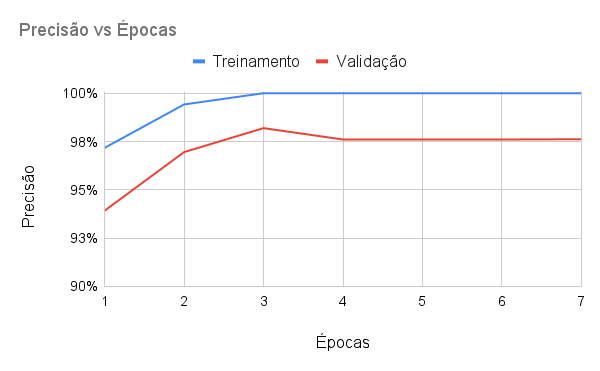 Precisão vs Épocas
Treinamento Validação
100%
98%
95%
93%
90%
Precisão
1 2 3 4 5 6 7
Épocas